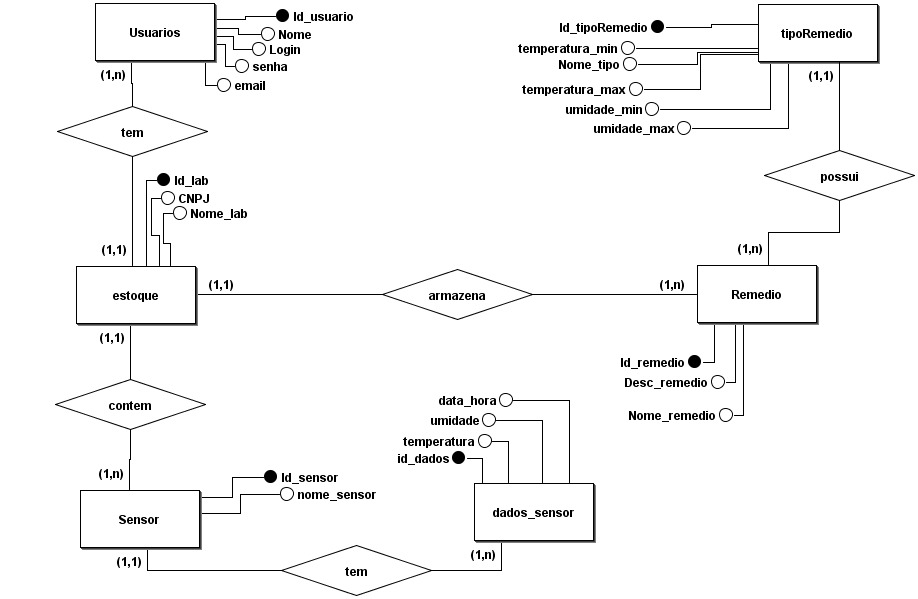 Usuarios
Id_usuario
Nome
Login
senha
email
(1,n)
tem
(1,1)
Id_tipoRemedio
temperatura_min
Nome_tipo
temperatura_max
umidade_min
umidade_max
tipoRemedio
(1,1)
possui
(1,n)
Id_lab
CNPJ
Nome_lab
estoque
(1,1)
armazena
(1,n)
Remedio
Id_remedio
Desc_remedio
Nome_remedio
(1,1)
contem
(1,n)
Sensor
Id_sensor
nome_sensor
(1,1)
tem
(1,n)
data_hora
umidade
temperatura
id_dados
dados_sensor